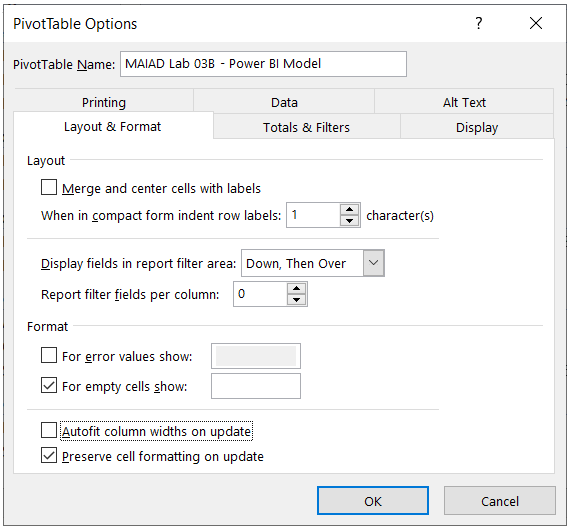 PivotTable Options ? ×
PivotTable Name: MAIAD Lab 03B - Power BI Model
Printing Data Alt Text
Layout & Format Totals & Filters Display
Layout
Merge and center cells with labels
When in compact form indent row labels: 1 character(s)
Display fields in report filter area: Down, Then Over
Report filter fields per column: 0
Format
For error values show:
For empty cells show:
Autofit column widths on update
Preserve cell formatting on update
OK Cancel